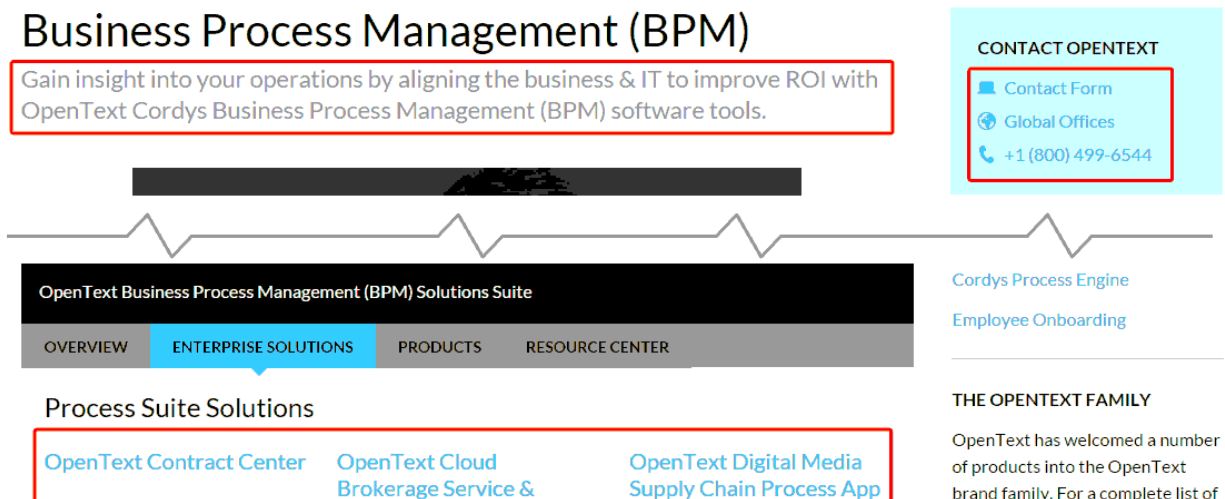 Business Process Management (BPM)
Gain insight into your operations by aligning the business & IT to improve ROI with
OpenText Cordys Business Process Management (BPM) software tools.
CONTACT OPENTEXT
Contact Form
Global Offices
+1 (800) 499-6544
OpenText Business Process Management (BPM) Solutions Suite
OVERVIEW ENTERPRISE SOLUTIONS PRODUCTS RESOURCE CENTER
Process Suite Solutions
OpenText Contract Center
OpenText Cloud
Brokerage Service &
OpenText Digital Media
Supply Chain Process App
Cordys Process Engine
Employee Onboarding
THE OPENTEXT FAMILY
OpenText has welcomed a number
of products into the OpenText
brand family. For a complete list of